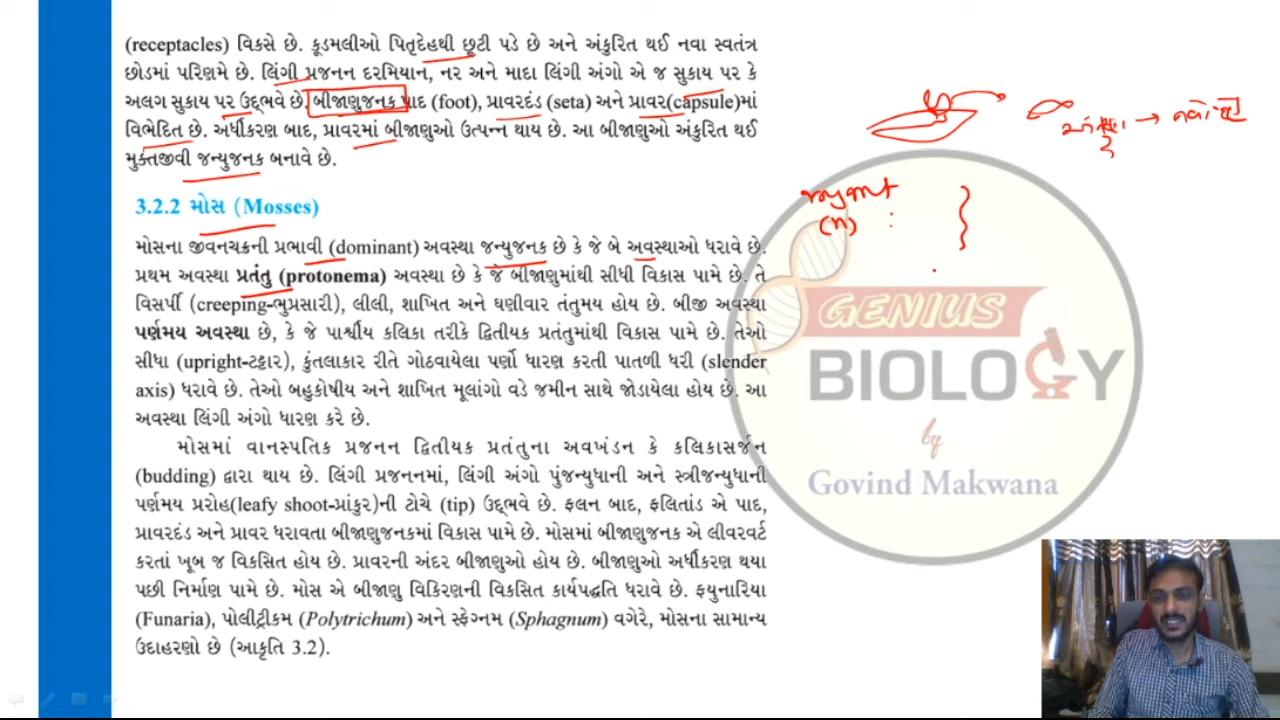 (receptacles) વિકસે છે. કૂડમલીઓ પિતૃદેહથી છૂટી પડે છે અને અંકુરિત થઈ નવા સ્વતંત્ર
છોડમાં પરિણમે છે. લિંગી પ્રજનન દરમિયાન, નર અને માદા લિંગી અંગો એ જ સુકાય પર કે
અલગ સુકાય પર ઉદ્દભવે છે. બીજાણુજનક પાદ (foot), પ્રાવરદંડ (seta) અને પ્રાવર(capsule)માં
વિભેદિત છે. અર્ધીકરણ બાદ, પ્રાવરમાં બીજાણુઓ ઉત્પન્ન થાય છે. આ બીજાણુઓ અંકુરિત થઈ
મુક્તજીવી જન્યુજનક બનાવે છે.
3.2.2 મોસ (Mosses)
મોસના જીવનચક્રની પ્રભાવી (dominant) અવસ્થા જન્યુજનક છે કે જે બે અવસ્થાઓ ધરાવે છે.
પ્રથમ અવસ્થા પ્રતંતુ (protonema) અવસ્થા છે કે જે બીજાણુમાંથી સીધી વિકાસ પામે છે. તે
વિસર્પી (creeping-ભુપ્રસારી), લીલી, શાખિત અને ઘણીવાર તંતુમય હોય છે. બીજી અવસ્થા
પર્ણમય અવસ્થા છે, કે જે પાર્શ્વીય કલિકા તરીકે દ્વિતીયક પ્રતંતુમાંથી વિકાસ પામે છે. તેઓ
સીધા (upright-ટટ્ટાર), કુંતલાકાર રીતે ગોઠવાયેલા પર્ણો ધારણ કરતી પાતળી ધરી (slender
axis) ધરાવે છે. તેઓ બહુકોષીય અને શાખિત મૂલાંગો વડે જમીન સાથે જોડાયેલા હોય છે. આ
અવસ્થા લિંગી અંગો ધારણ કરે છે.
મોસમાં વાનસ્પતિક પ્રજનન દ્વિતીયક પ્રતંતુના અવખંડન કે કલિકાસર્જન
(budding) દ્વારા થાય છે. લિંગી પ્રજનનમાં, લિંગી અંગો પુંજન્યુધાની અને સ્ત્રીજન્યુધાની
પર્ણમય પ્રરોહ(leafy shoot-પ્રાંકુર)ની ટોચે (tip) ઉદ્દભવે છે. ફલન બાદ, ફલિતાંડ એ પાદ,
પ્રાવરદંડ અને પ્રાવર ધરાવતા બીજાણુજનકમાં વિકાસ પામે છે. મોસમાં બીજાણુજનક એ લીવરવર્ટ
કરતાં ખૂબ જ વિકસિત હોય છે. પ્રાવરની અંદર બીજાણુઓ હોય છે. બીજાણુઓ અર્ધીકરણ થયા
પછી નિર્માણ પામે છે. મોસ એ બીજાણુ વિકિરણની વિકસિત કાર્યપદ્ધતિ ધરાવે છે. ફયુનારિયા
(Funaria), પોલીટ્રીકમ (Polytrichum) અને સ્ફેગ્નમ (Sphagnum) વગેરે, મોસના સામાન્ય
ઉદાહરણો છે (આકૃતિ 3.2).
(n) :
GENIUS
BIOLOGY
by
Govind Makwana